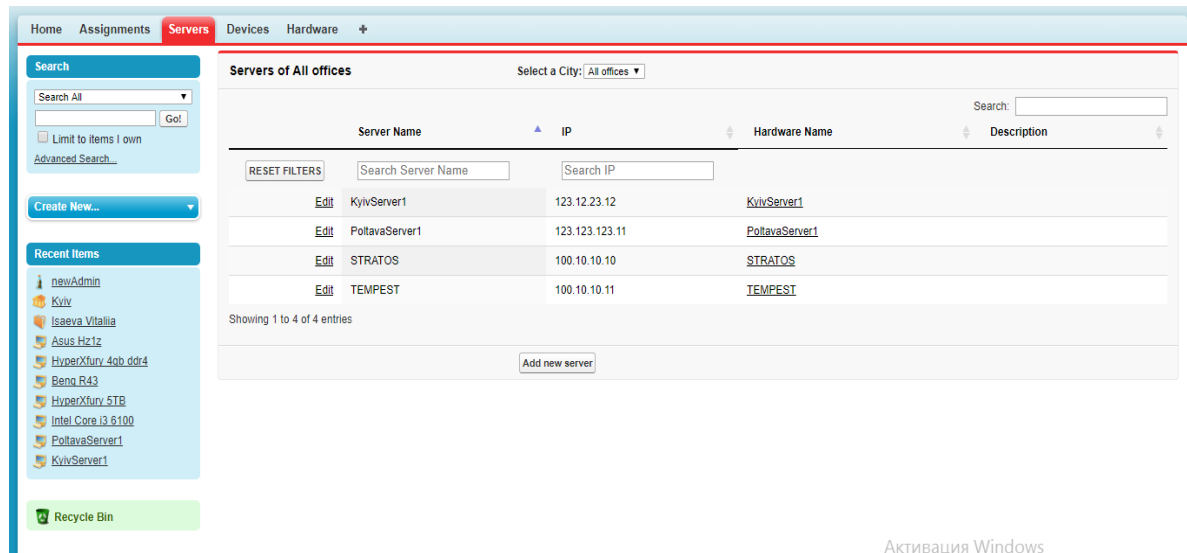 Home Assignments Servers Devices Hardware +
Search
Search All
Go!
Limit to items I own
Advanced Search...
Create New...
Recent Items
newAdmin
Kyiv
Isaeva Vitaliia
Asus Hz1z
HyperXfury 4gb ddr4
Benq R43
HyperXfury 5TB
Intel Core i3 6100
PoltavaServer1
KyivServer1
Recycle Bin
Servers of All offices Select a City: All offices
Search:
Server Name IP Hardware Name Description
RESET FILTERS Search Server Name Search IP
Edit KyivServer1 123.12.23.12 KyivServer1
Edit PoltavaServer1 123.123.123.11 PoltavaServer1
Edit STRATOS 100.10.10.10 STRATOS
Edit TEMPEST 100.10.10.11 TEMPEST
Showing 1 to 4 of 4 entries
Add new server
Активация Windows